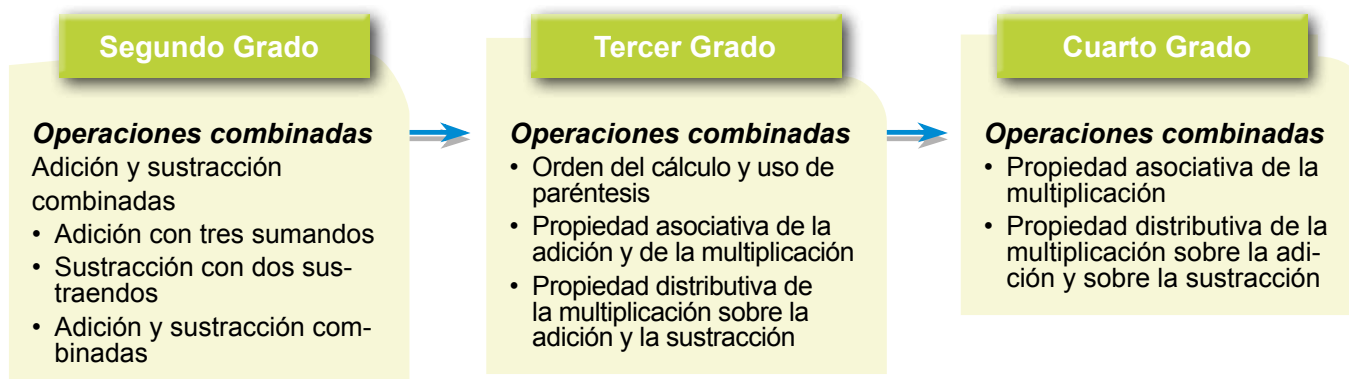 Segundo Grado
Operaciones combinadas
Adición y sustracción
combinadas
• Adición con tres sumandos
• Sustracción con dos sus-
traendos
• Adición y sustracción com-
binadas
Tercer Grado
Operaciones combinadas
• Orden del cálculo y uso de
paréntesis
• Propiedad asociativa de la
adición y de la multiplicación
• Propiedad distributiva de
la multiplicación sobre la
adición y la sustracción
Cuarto Grado
Operaciones combinadas
• Propiedad asociativa de la
multiplicación
• Propiedad distributiva de la
multiplicación sobre la adi-
ción y sobre la sustracción